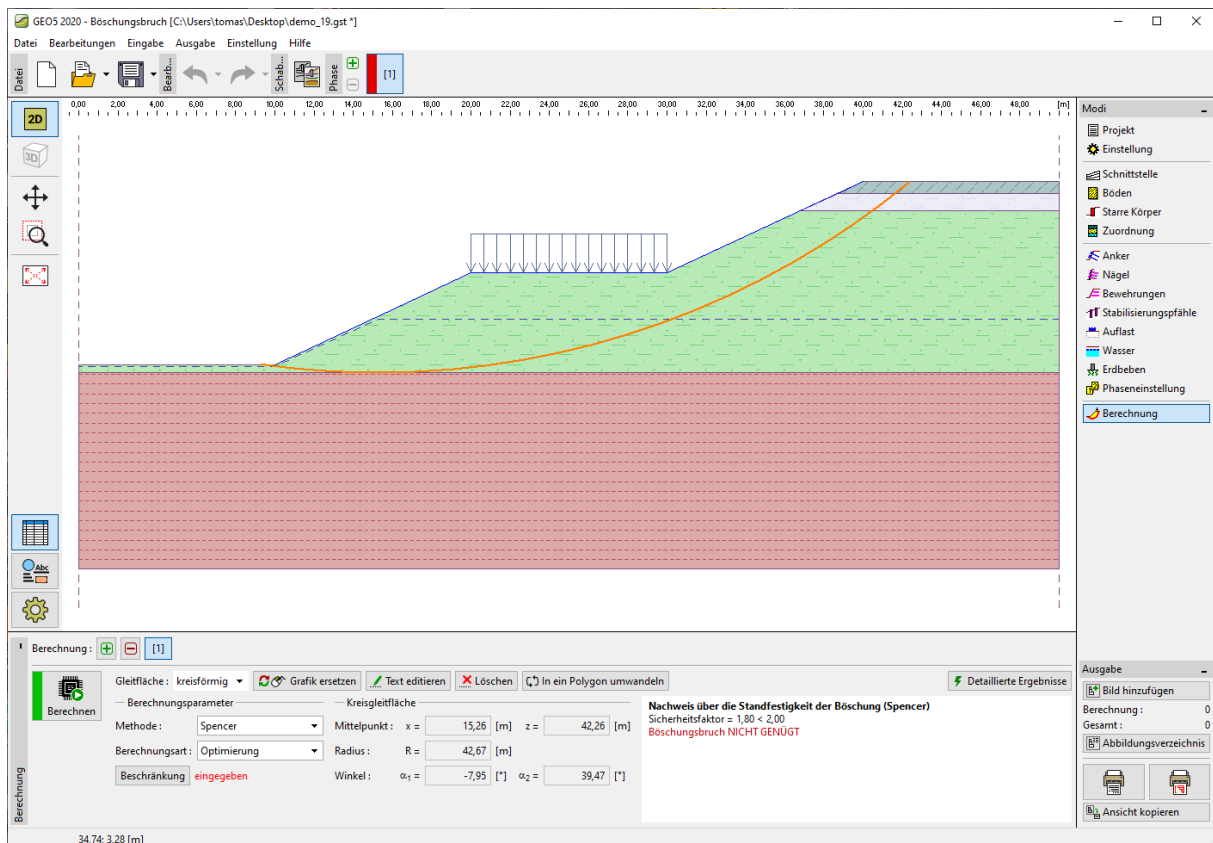 GEO5 2020 - Böschungsbruch [C:\Users\tomas\Desktop\demo_19.gst *]
Datei Bearbeitungen Eingabe Ausgabe Einstellung Hilfe
Datei
Bearb...
Schab...
Phase
[1]
0,00 2,00 4,00 6,00 8,00 10,00 12,00 14,00 16,00 18,00 20,00 22,00 24,00 26,00 28,00 30,00 32,00 34,00 36,00 38,00 40,00 42,00 44,00 46,00 48,00 [m]
2D
3D
Abc
Modi
Projekt
Einstellung
Schnittstelle
Böden
Starre Körper
Zuordnung
Anker
Nägel
Bewehrungen
Stabilisierungspfähle
Auflast
Wasser
Erdbeben
Phaseneinstellung
Berechnung
Berechnung : [1]
Berechnen
Gleitfläche : kreisförmig Grafik ersetzen Text editieren Löschen In ein Polygon umwandeln Detaillierte Ergebnisse
Berechnungsparameter
Methode : Spencer
Berechnungsart : Optimierung
Beschränkung eingegeben
Kreisgleitfläche
Mittelpunkt : x = 15,26 [m] z = 42,26 [m]
Radius : R = 42,67 [m]
Winkel : α1 = -7,95 [°] α2 = 39,47 [°]
Nachweis über die Standfestigkeit der Böschung (Spencer)
Sicherheitsfaktor = 1,80 < 2,00
Böschungsbruch NICHT GENÜGT
Berechnung
Ausgabe
Bild hinzufügen
Berechnung : 0
Gesamt : 0
Abbildungsverzeichnis
Ansicht kopieren
34,74; 3,28 [m]